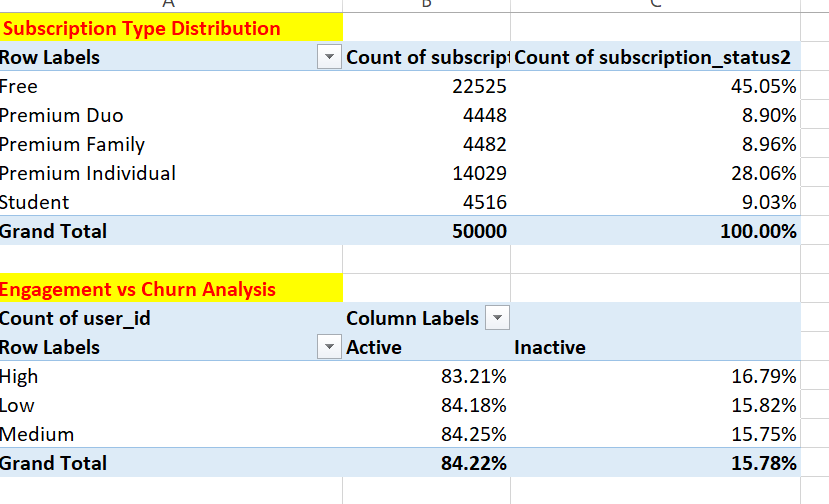 A B C
Subscription Type Distribution
Row Labels Count of subscript Count of subscription_status2
Free 22525 45.05%
Premium Duo 4448 8.90%
Premium Family 4482 8.96%
Premium Individual 14029 28.06%
Student 4516 9.03%
Grand Total 50000 100.00%
Engagement vs Churn Analysis
Count of user_id Column Labels
Row Labels Active Inactive
High 83.21% 16.79%
Low 84.18% 15.82%
Medium 84.25% 15.75%
Grand Total 84.22% 15.78%